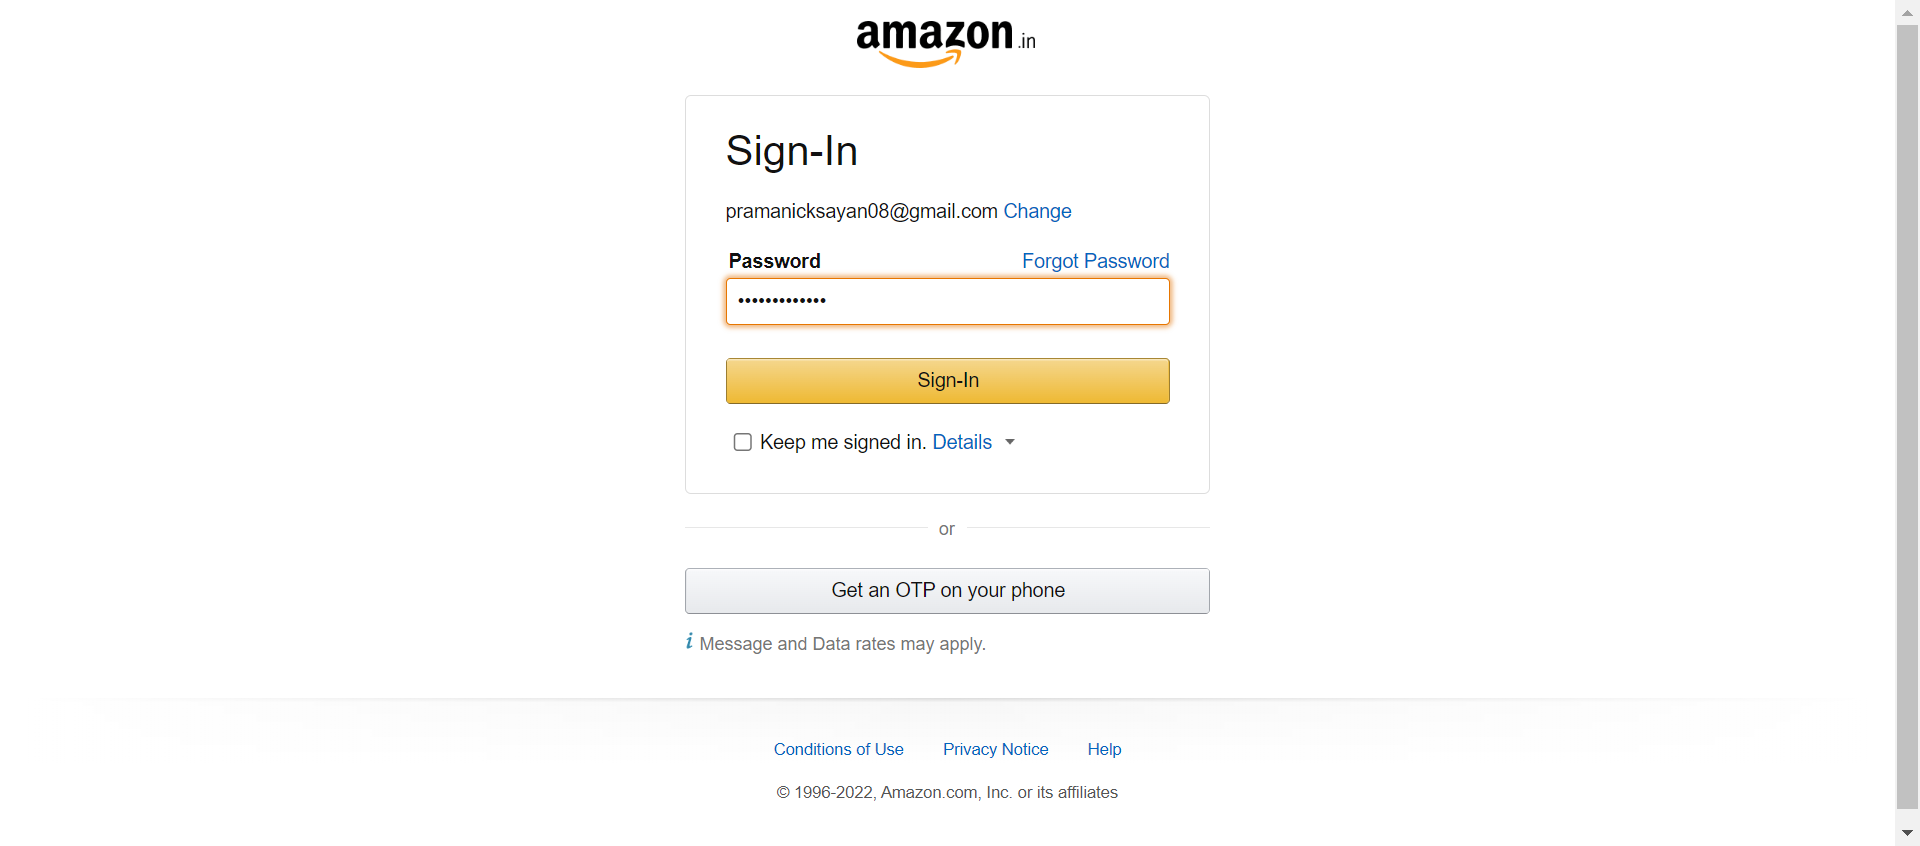 amazon.in
Sign-In
pramanicksayan08@gmail.com Change
Password Forgot Password
•••••••••••••
Sign-In
Keep me signed in. Details
or
Get an OTP on your phone
i Message and Data rates may apply.
Conditions of Use Privacy Notice Help
© 1996-2022, Amazon.com, Inc. or its affiliates